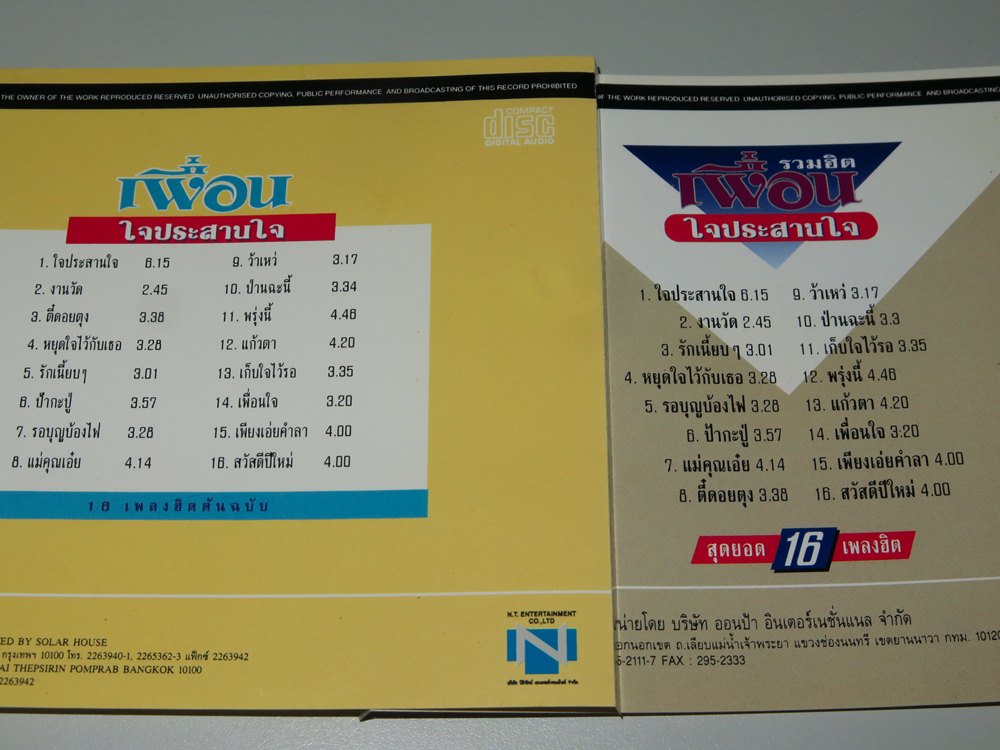 THE OWNER OF THE WORK REPRODUCED RESERVED UNAUTHORISED COPYING, PUBLIC PERFORMANCE AND BROADCASTING OF THIS RECORD PROHIBITED
COMPACT
disc
DIGITAL AUDIO
เพื่อน
ใจประสานใจ
1. ใจประสานใจ 6.15
2. งานวัด 2.45
3. ตี๋ดอยตุง 3.38
4. หยุดใจไว้กับเธอ 3.28
5. รักเงียบๆ 3.01
6. ป้ากะปู่ 3.57
7. รอบุญบ้องไฟ 3.28
8. แม่คุณเอ๋ย 4.14
9. ว้าเหว่ 3.17
10. ป่านฉะนี้ 3.34
11. พรุ่งนี้ 4.46
12. แก้วตา 4.20
13. เก็บใจไว้รอ 3.35
14. เพื่อนใจ 3.20
15. เพียงเอ่ยคำลา 4.00
16. สวัสดีปีใหม่ 4.00
16 เพลงฮิตต้นฉบับ
TED BY SOLAR HOUSE
กรุงเทพฯ 10100 โทร. 2263940-1, 2265362-3 แฟ็กซ์ 2263942
AI THEPSIRIN POMPRAB BANGKOK 10100
2263942
N.T. ENTERTAINMENT
CO.,LTD
N
OF THE WORK REPRODUCED RESERVED UNAUTHORISED COPYING, PUBLIC PERFORMANCE AND BROADCASTING
รวมฮิต
เพื่อน
ใจประสานใจ
1. ใจประสานใจ 6.15
2. งานวัด 2.45
3. รักเนี้ยบๆ 3.01
4. หยุดใจไว้กับเธอ 3.28
5. รอบุญบ้องไฟ 3.28
6. ป้ากะปู่ 3.57
7. แม่คุณเอ๋ย 4.14
8. ตี๋ดอยตุง 3.38
9. ว้าเหว่ 3.17
10. ป่านฉะนี้ 3.3
11. เก็บใจไว้รอ 3.35
12. พรุ่งนี้ 4.46
13. แก้วตา 4.20
14. เพื่อนใจ 3:20
15. เพียงเอ่ยคำลา 4.00
16. สวัสดีปีใหม่ 4.00
สุดยอด 16 เพลงฮิต
น่ายโดย บริษัท ออนป้า อินเตอร์เนชั่นแนล จำกัด
อกนอกเขต ถ.เลียบแม่น้ำเจ้าพระยา แขวงช่องนนทรี เขตยานนาวา กทม. 10120
5-2111-7 FAX : 295-2333